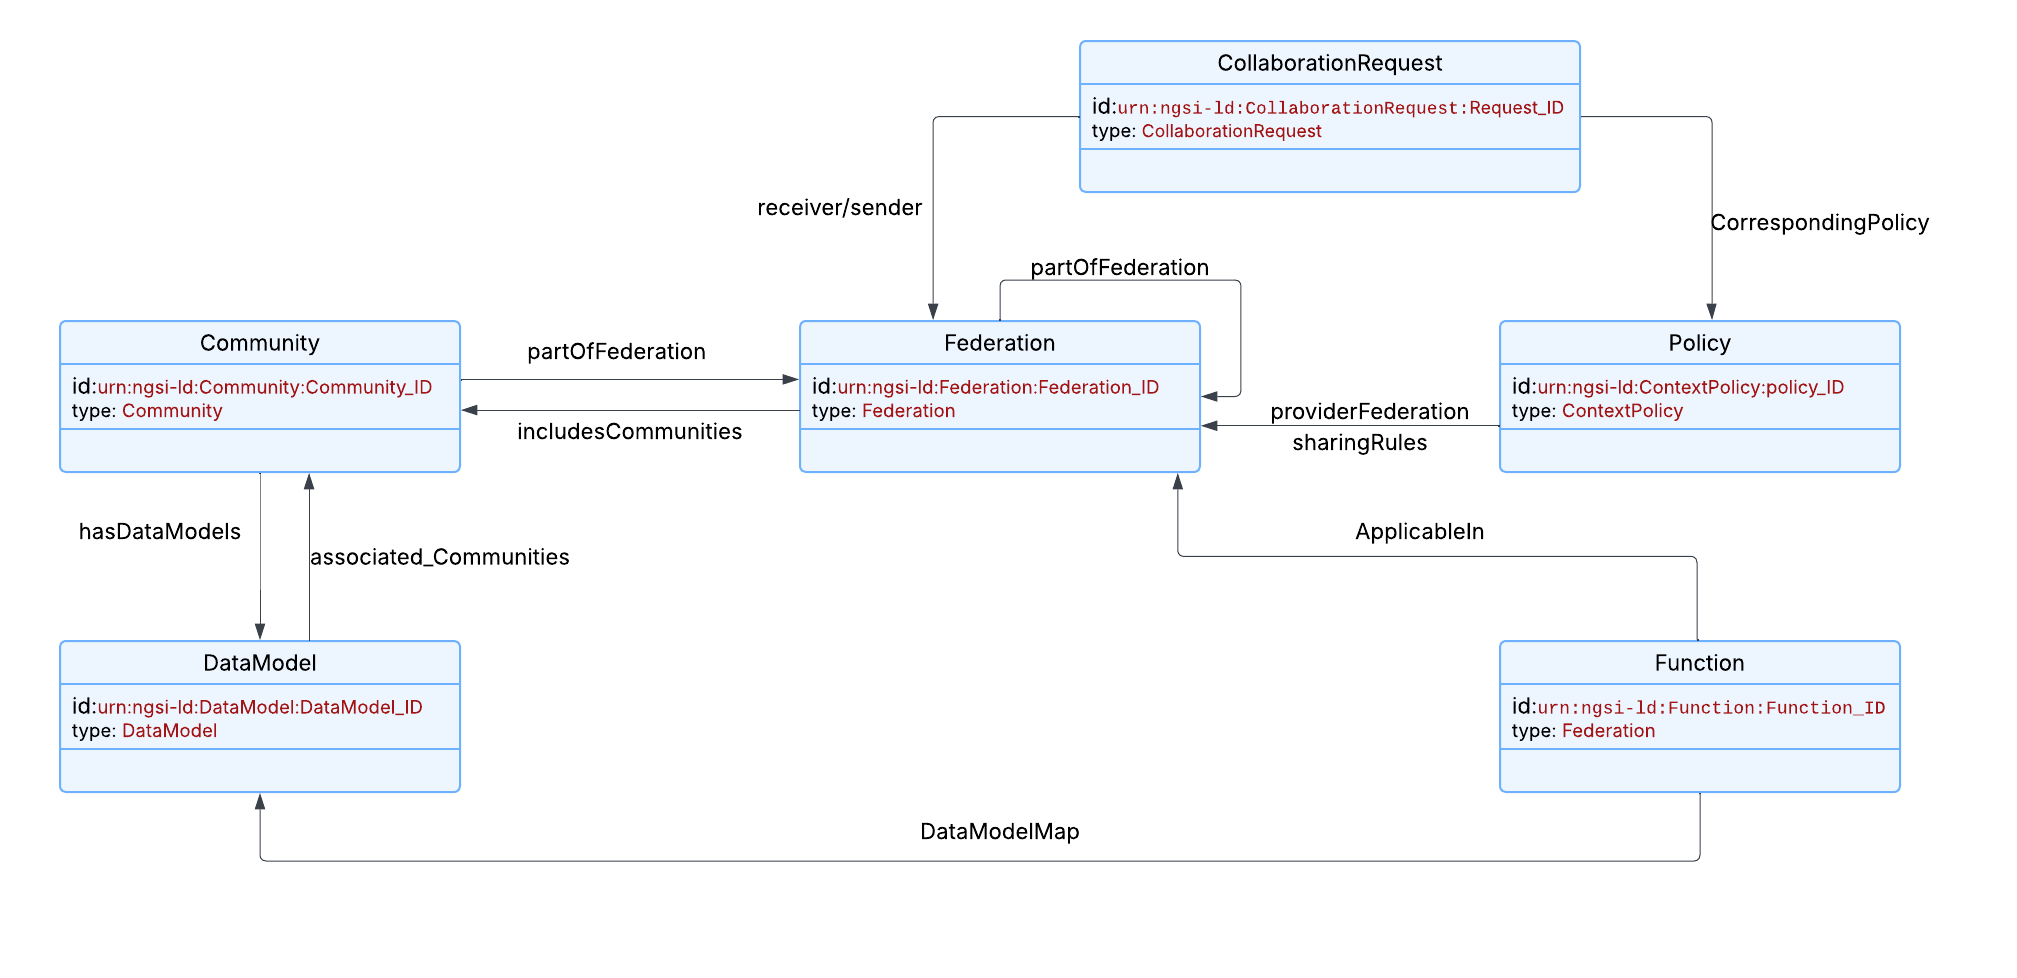 CollaborationRequest
id:urn:ngsi-ld:CollaborationRequest:Request_ID
type: CollaborationRequest
receiver/sender
CorrespondingPolicy
partOfFederation
Community
id:urn:ngsi-ld:Community:Community_ID
type: Community
partOfFederation
includesCommunities
Federation
id:urn:ngsi-ld:Federation:Federation_ID
type: Federation
providerFederation
sharingRules
Policy
id:urn:ngsi-ld:ContextPolicy:policy_ID
type: ContextPolicy
hasDataModels
associated_Communities
ApplicableIn
DataModel
id:urn:ngsi-ld:DataModel:DataModel_ID
type: DataModel
Function
id:urn:ngsi-ld:Function:Function_ID
type: Federation
DataModelMap